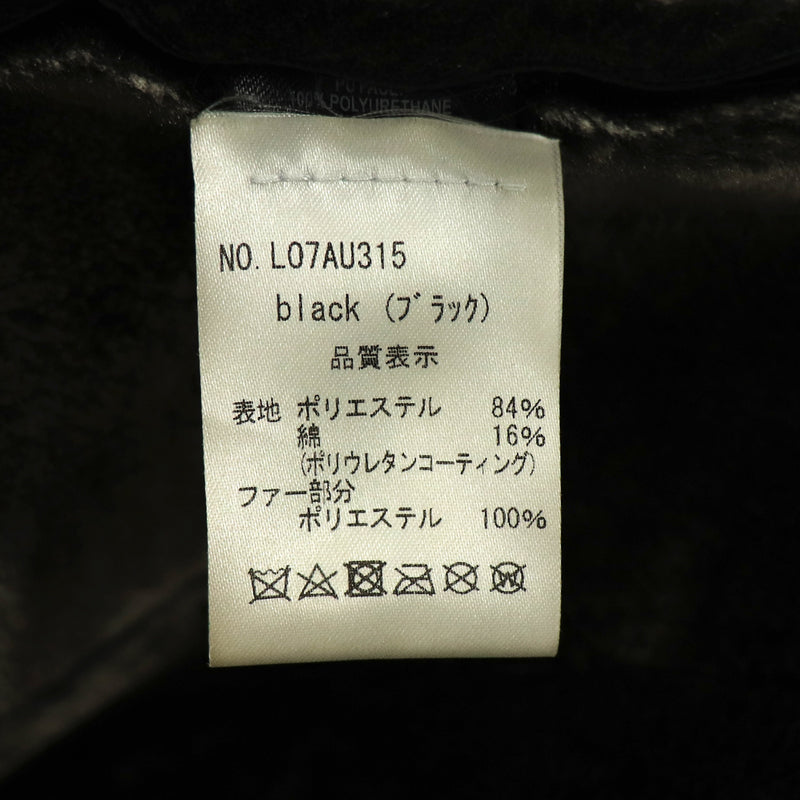 100% POLYURETHANE
NO. L07AU315
black (ブラック)
品質表示
表地 ポリエステル 84%
綿 16%
(ポリウレタンコーティング)
ファー部分
ポリエステル 100%